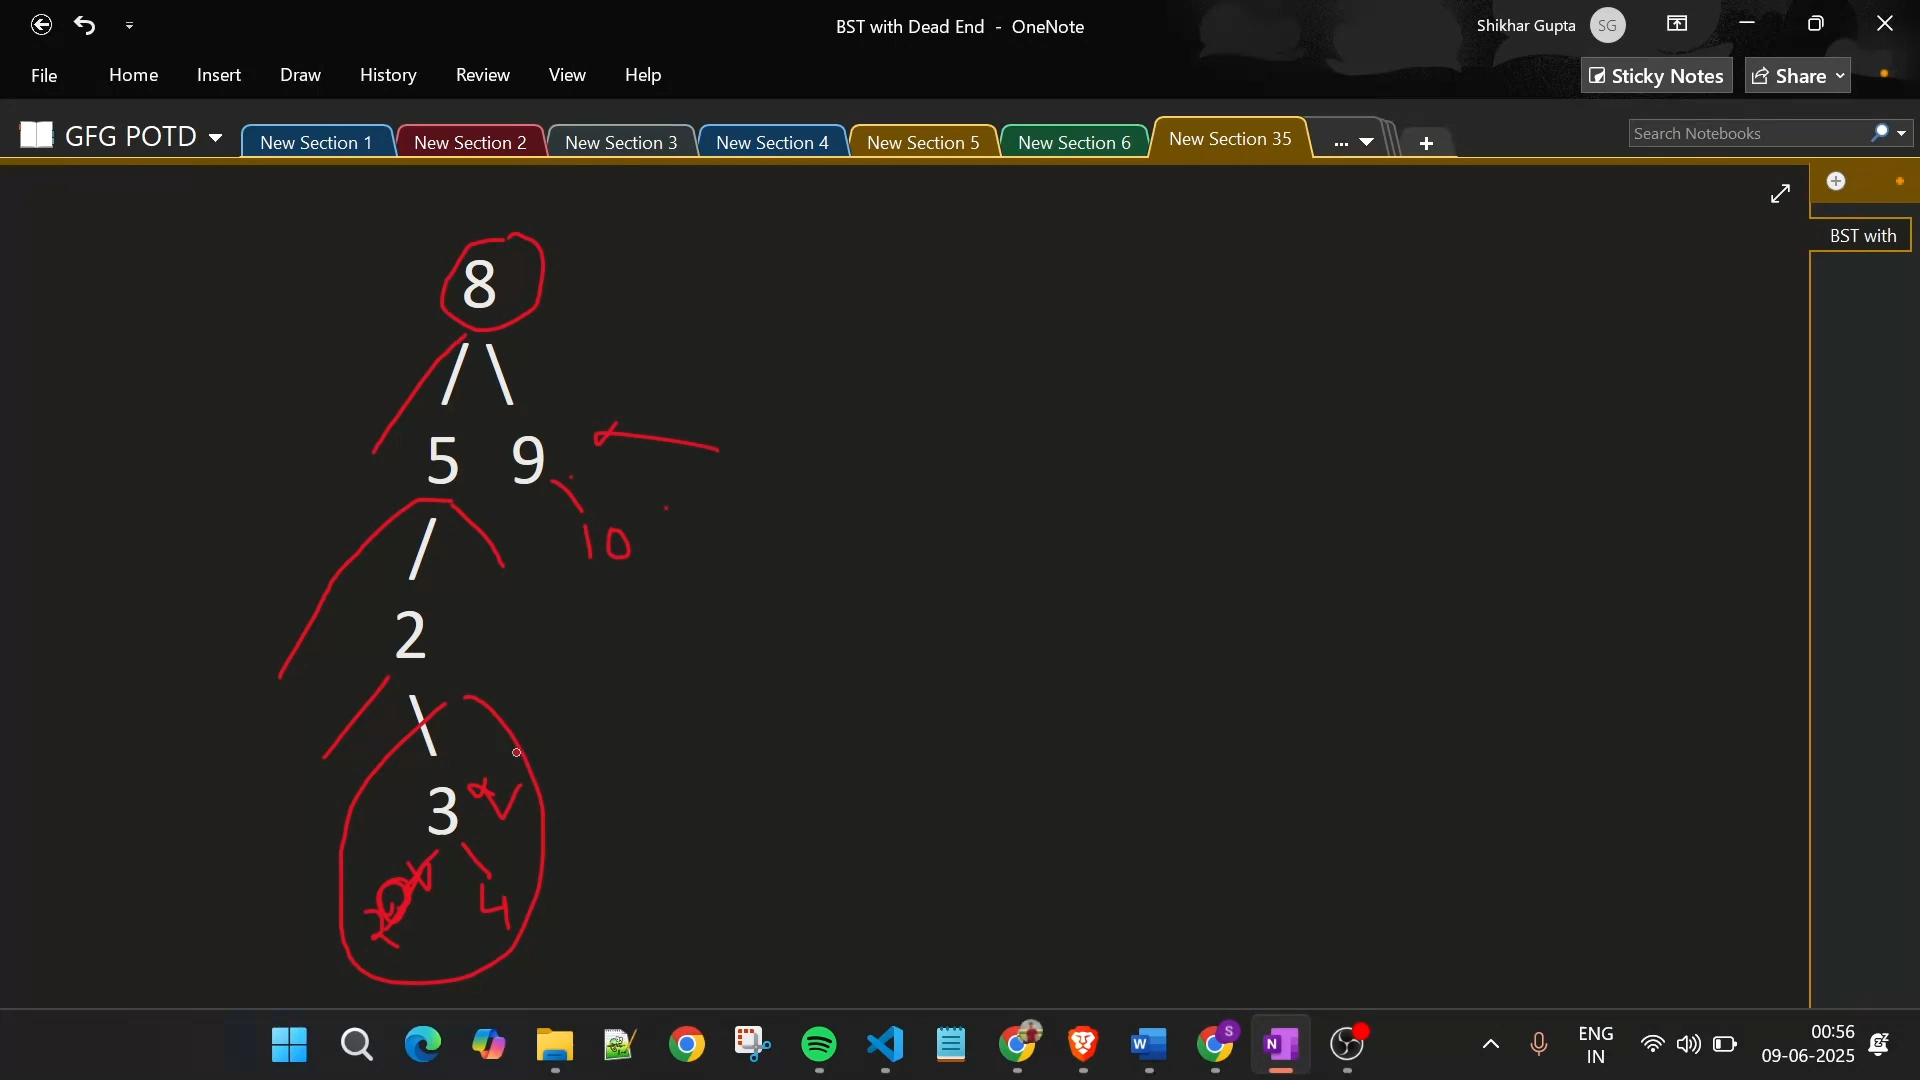 BST with Dead End - OneNote
Shikhar Gupta
SG
File Home Insert Draw History Review View Help
Sticky Notes
Share
GFG POTD
New Section 1
New Section 2
New Section 3
New Section 4
New Section 5
New Section 6
New Section 35
...
Search Notebooks
BST with
8
/ \
5 9
10
/
2
\
3
4
ENG
IN
00:56
09-06-2025